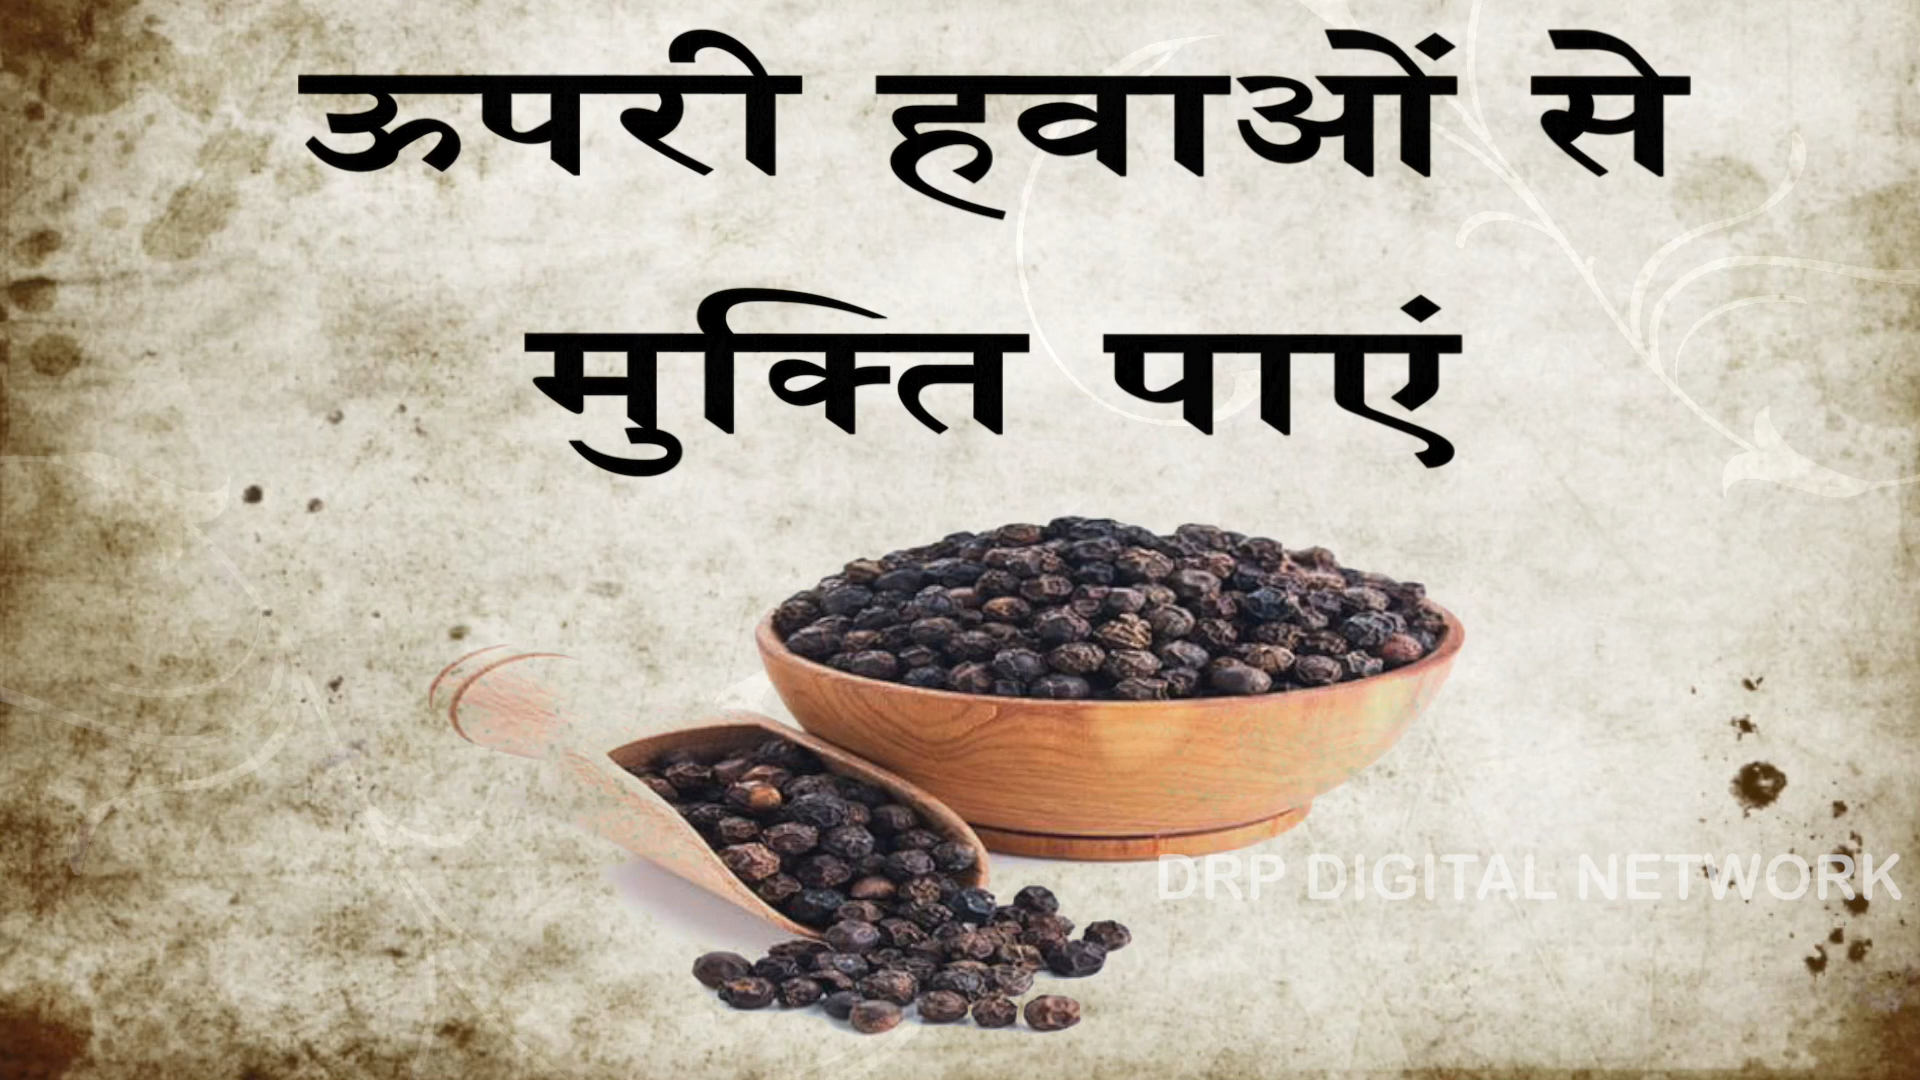 ऊपरी हवाओं से
मुक्ति पाएं
DRP DIGITAL NETWORK